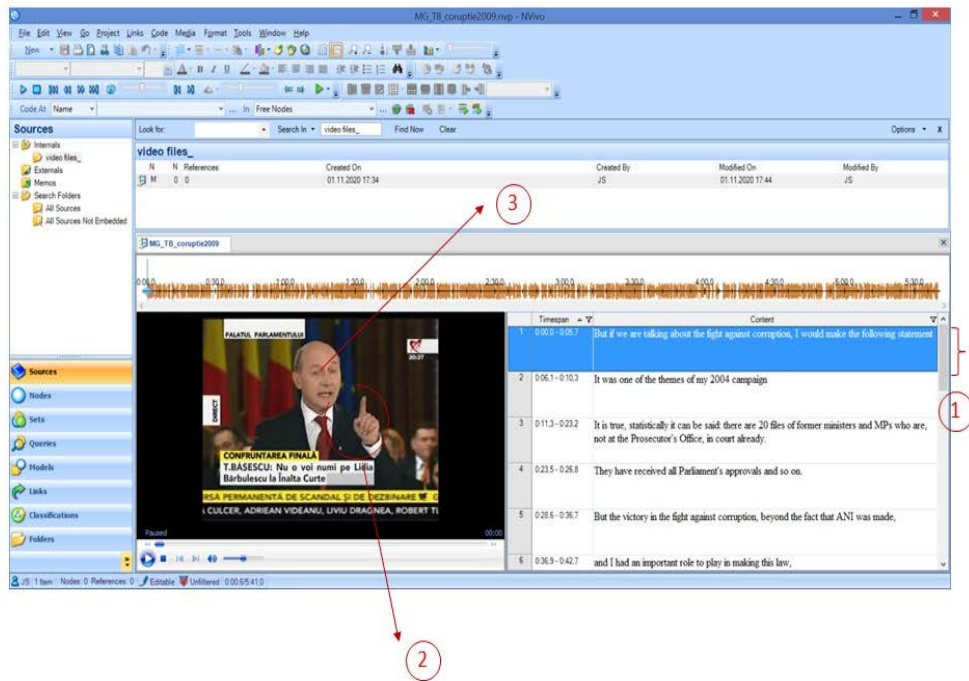 MG_TB_coruptie2009.nvp - NVivo
File Edit View Go Project Links Code Media Format Tools Window Help
New
Code At Name ... in Free Nodes ...
Sources
Internals
video files_
Externals
Memos
Search Folders
All Sources
All Sources Not Embedded
Look for: Search In video files_ Find Now Clear Options x
video files_
N N References Created On Created By Modified On Modified By
M 0 0 01.11.2020 17:34 JS 01.11.2020 17:44 JS
3
MG_TB_coruptie2009
0:00,0 0:30,0 1:00,0 1:30,0 2:00,0 2:30,0 3:00,0 3:30,0 4:00,0 4:30,0 5:00,0 5:30,0
PALATUL PARLAMENTULUI
20:27
DIRECT
CONFRUNTAREA FINALĂ
T.BĂSESCU: Nu o voi numi pe Lidia
Bărbulescu la Înalta Curte
RSĂ PERMANENTĂ DE SCANDAL ȘI DE DEZBINARE
CULCER, ADRIEAN VIDEANU, LIVIU DRAGNEA, ROBERT
Paused 00:00
Timespan Content
1 0:00,0 - 0:05,7 But if we are talking about the fight against corruption, I would make the following statement
2 0:06,1 - 0:10,3 It was one of the themes of my 2004 campaign
3 0:11,3 - 0:23,2 It is true, statistically it can be said: there are 20 files of former ministers and MPs who are,
not at the Prosecutor's Office, in court already.
4 0:23,5 - 0:26,8 They have received all Parliament's approvals and so on.
5 0:28,6 - 0:36,7 But the victory in the fight against corruption, beyond the fact that ANI was made,
6 0:36,9 - 0:42,7 and I had an important role to play in making this law,
1
Sources
Nodes
Sets
Queries
Models
Links
Classifications
Folders
JS 1 Item Nodes: 0 References: 0 Editable Unfiltered 0:00.6/5:41.0
2